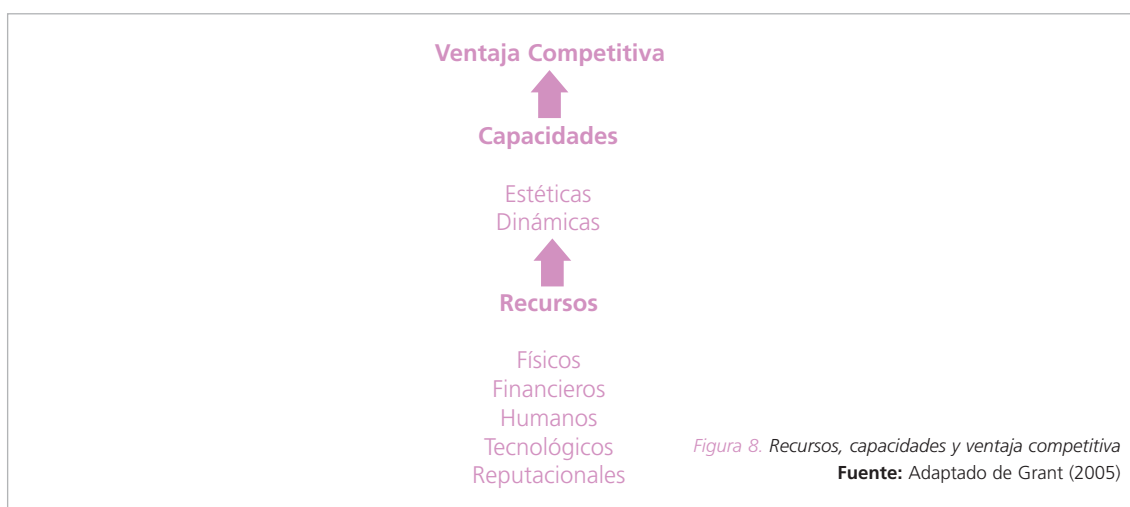 Ventaja Competitiva
Capacidades
Estéticas
Dinámicas
Recursos
Físicos
Financieros
Humanos
Tecnológicos
Reputacionales
Figura 8. Recursos, capacidades y ventaja competitiva
Fuente: Adaptado de Grant (2005)